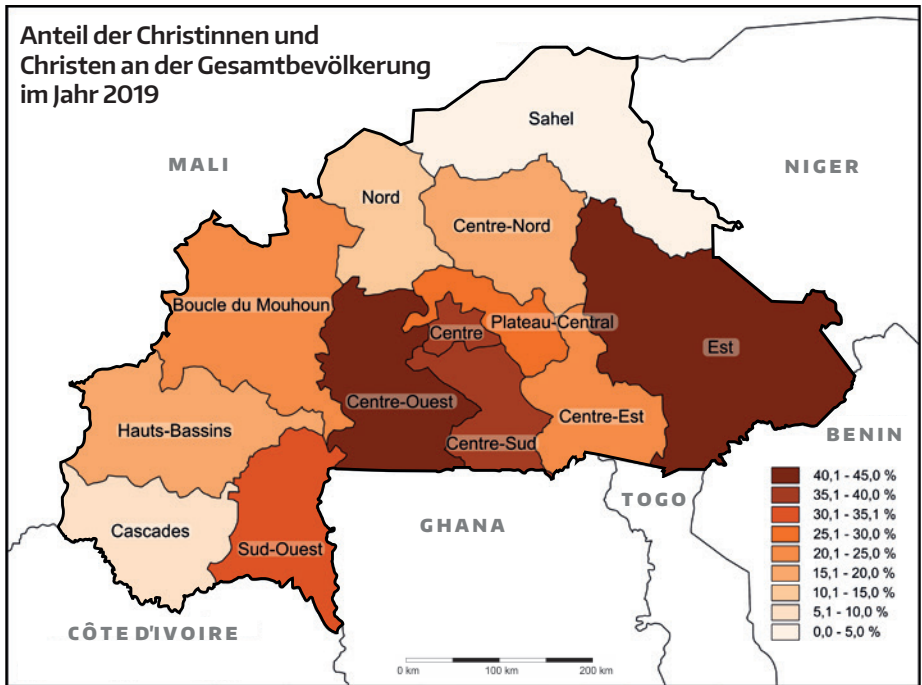 Anteil der Christinnen und
Christen an der Gesamtbevölkerung
im Jahr 2019
Sahel
MALI
NIGER
Nord
Centre-Nord
Boucle du Mouhoun
Plateau-Central
Centre
Est
Centre-Ouest
Centre-Est
Hauts-Bassins
Centre-Sud
BENIN
TOGO
GHANA
Cascades
Sud-Ouest
CÔTE D'IVOIRE
40,1 - 45,0 %
35,1 - 40,0 %
30,1 - 35,1 %
25,1 - 30,0 %
20,1 - 25,0 %
15,1 - 20,0 %
10,1 - 15,0 %
5,1 - 10,0 %
0,0 - 5,0 %
0 km 100 km 200 km